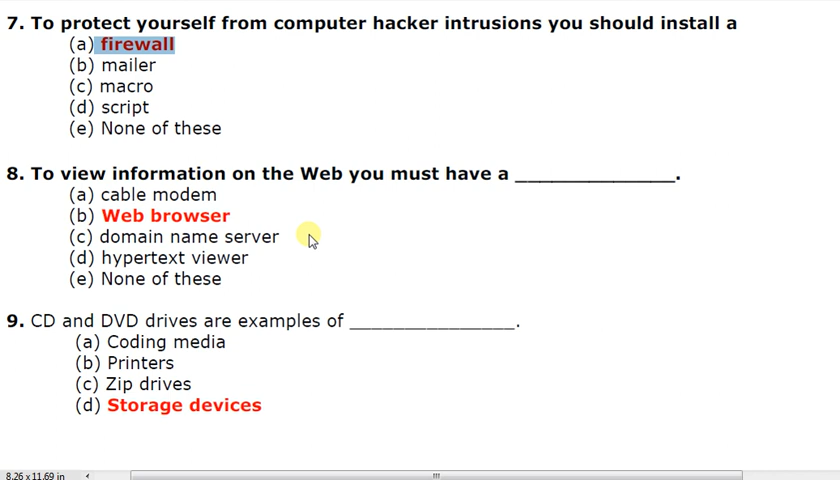 7. To protect yourself from computer hacker intrusions you should install a
(a) firewall
(b) mailer
(c) macro
(d) script
(e) None of these
8. To view information on the Web you must have a _______________.
(a) cable modem
(b) Web browser
(c) domain name server
(d) hypertext viewer
(e) None of these
9. CD and DVD drives are examples of _______________.
(a) Coding media
(b) Printers
(c) Zip drives
(d) Storage devices
8.26 x 11.69 in